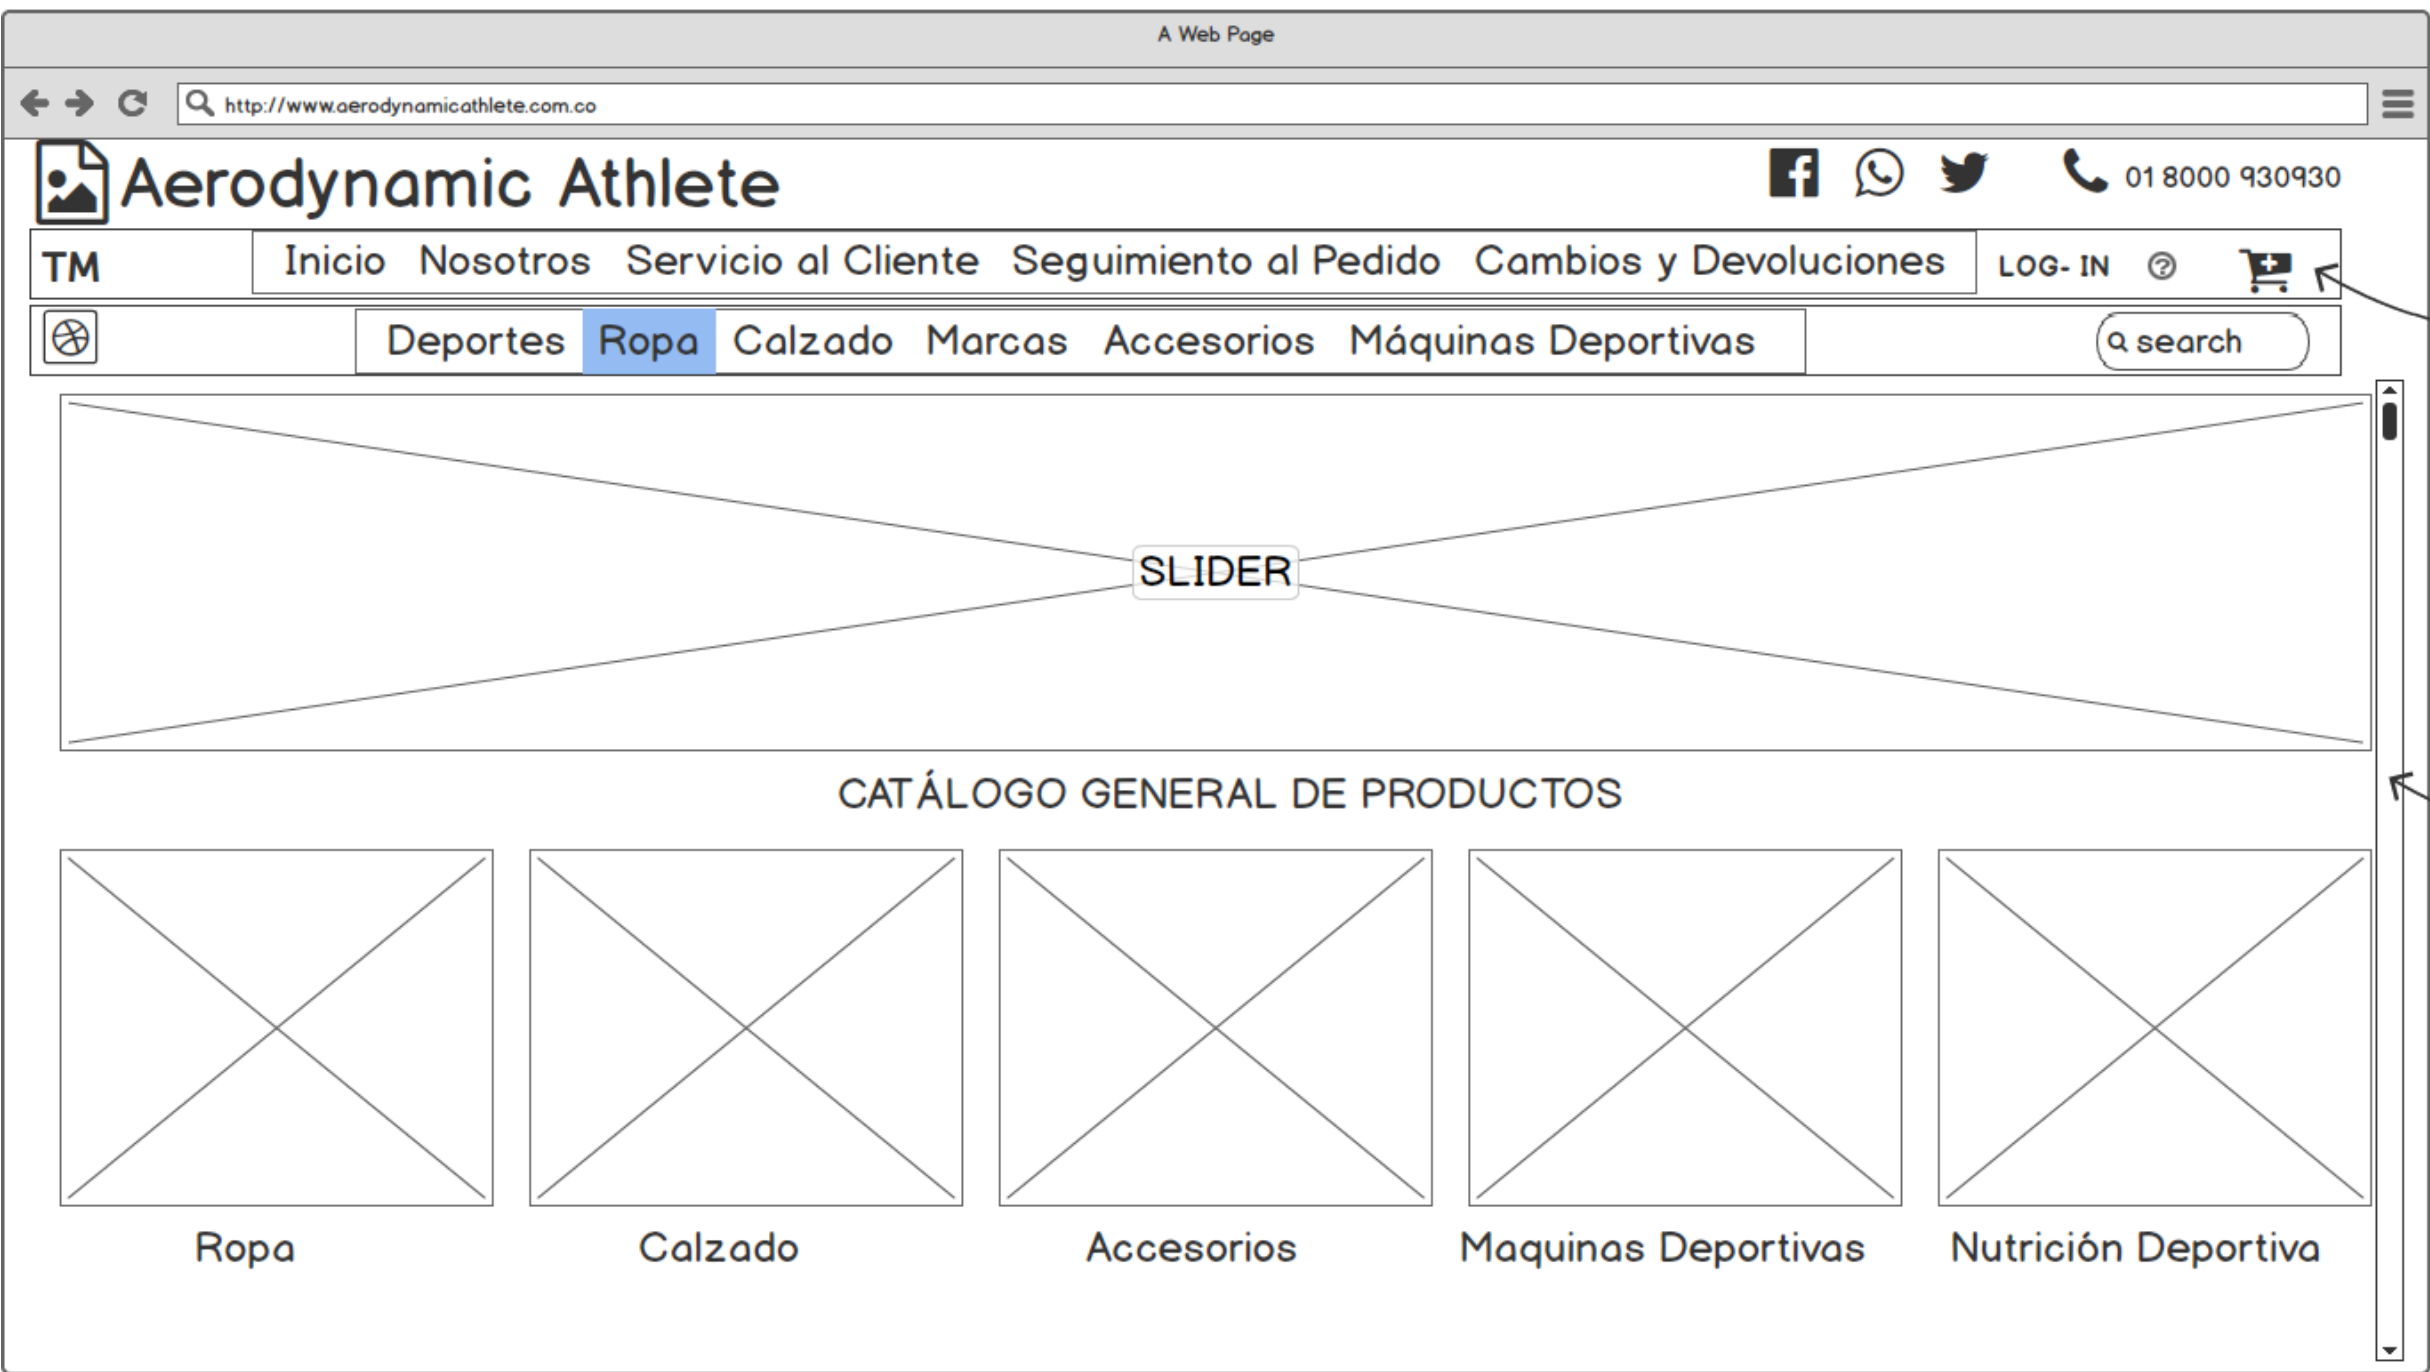 A Web Page
http://www.aerodynamicathlete.com.co
Aerodynamic Athlete
01 8000 930930
TM Inicio Nosotros Servicio al Cliente Seguimiento al Pedido Cambios y Devoluciones LOG- IN ?
Deportes Ropa Calzado Marcas Accesorios Máquinas Deportivas search
SLIDER
CATÁLOGO GENERAL DE PRODUCTOS
Ropa Calzado Accesorios Maquinas Deportivas Nutrición Deportiva